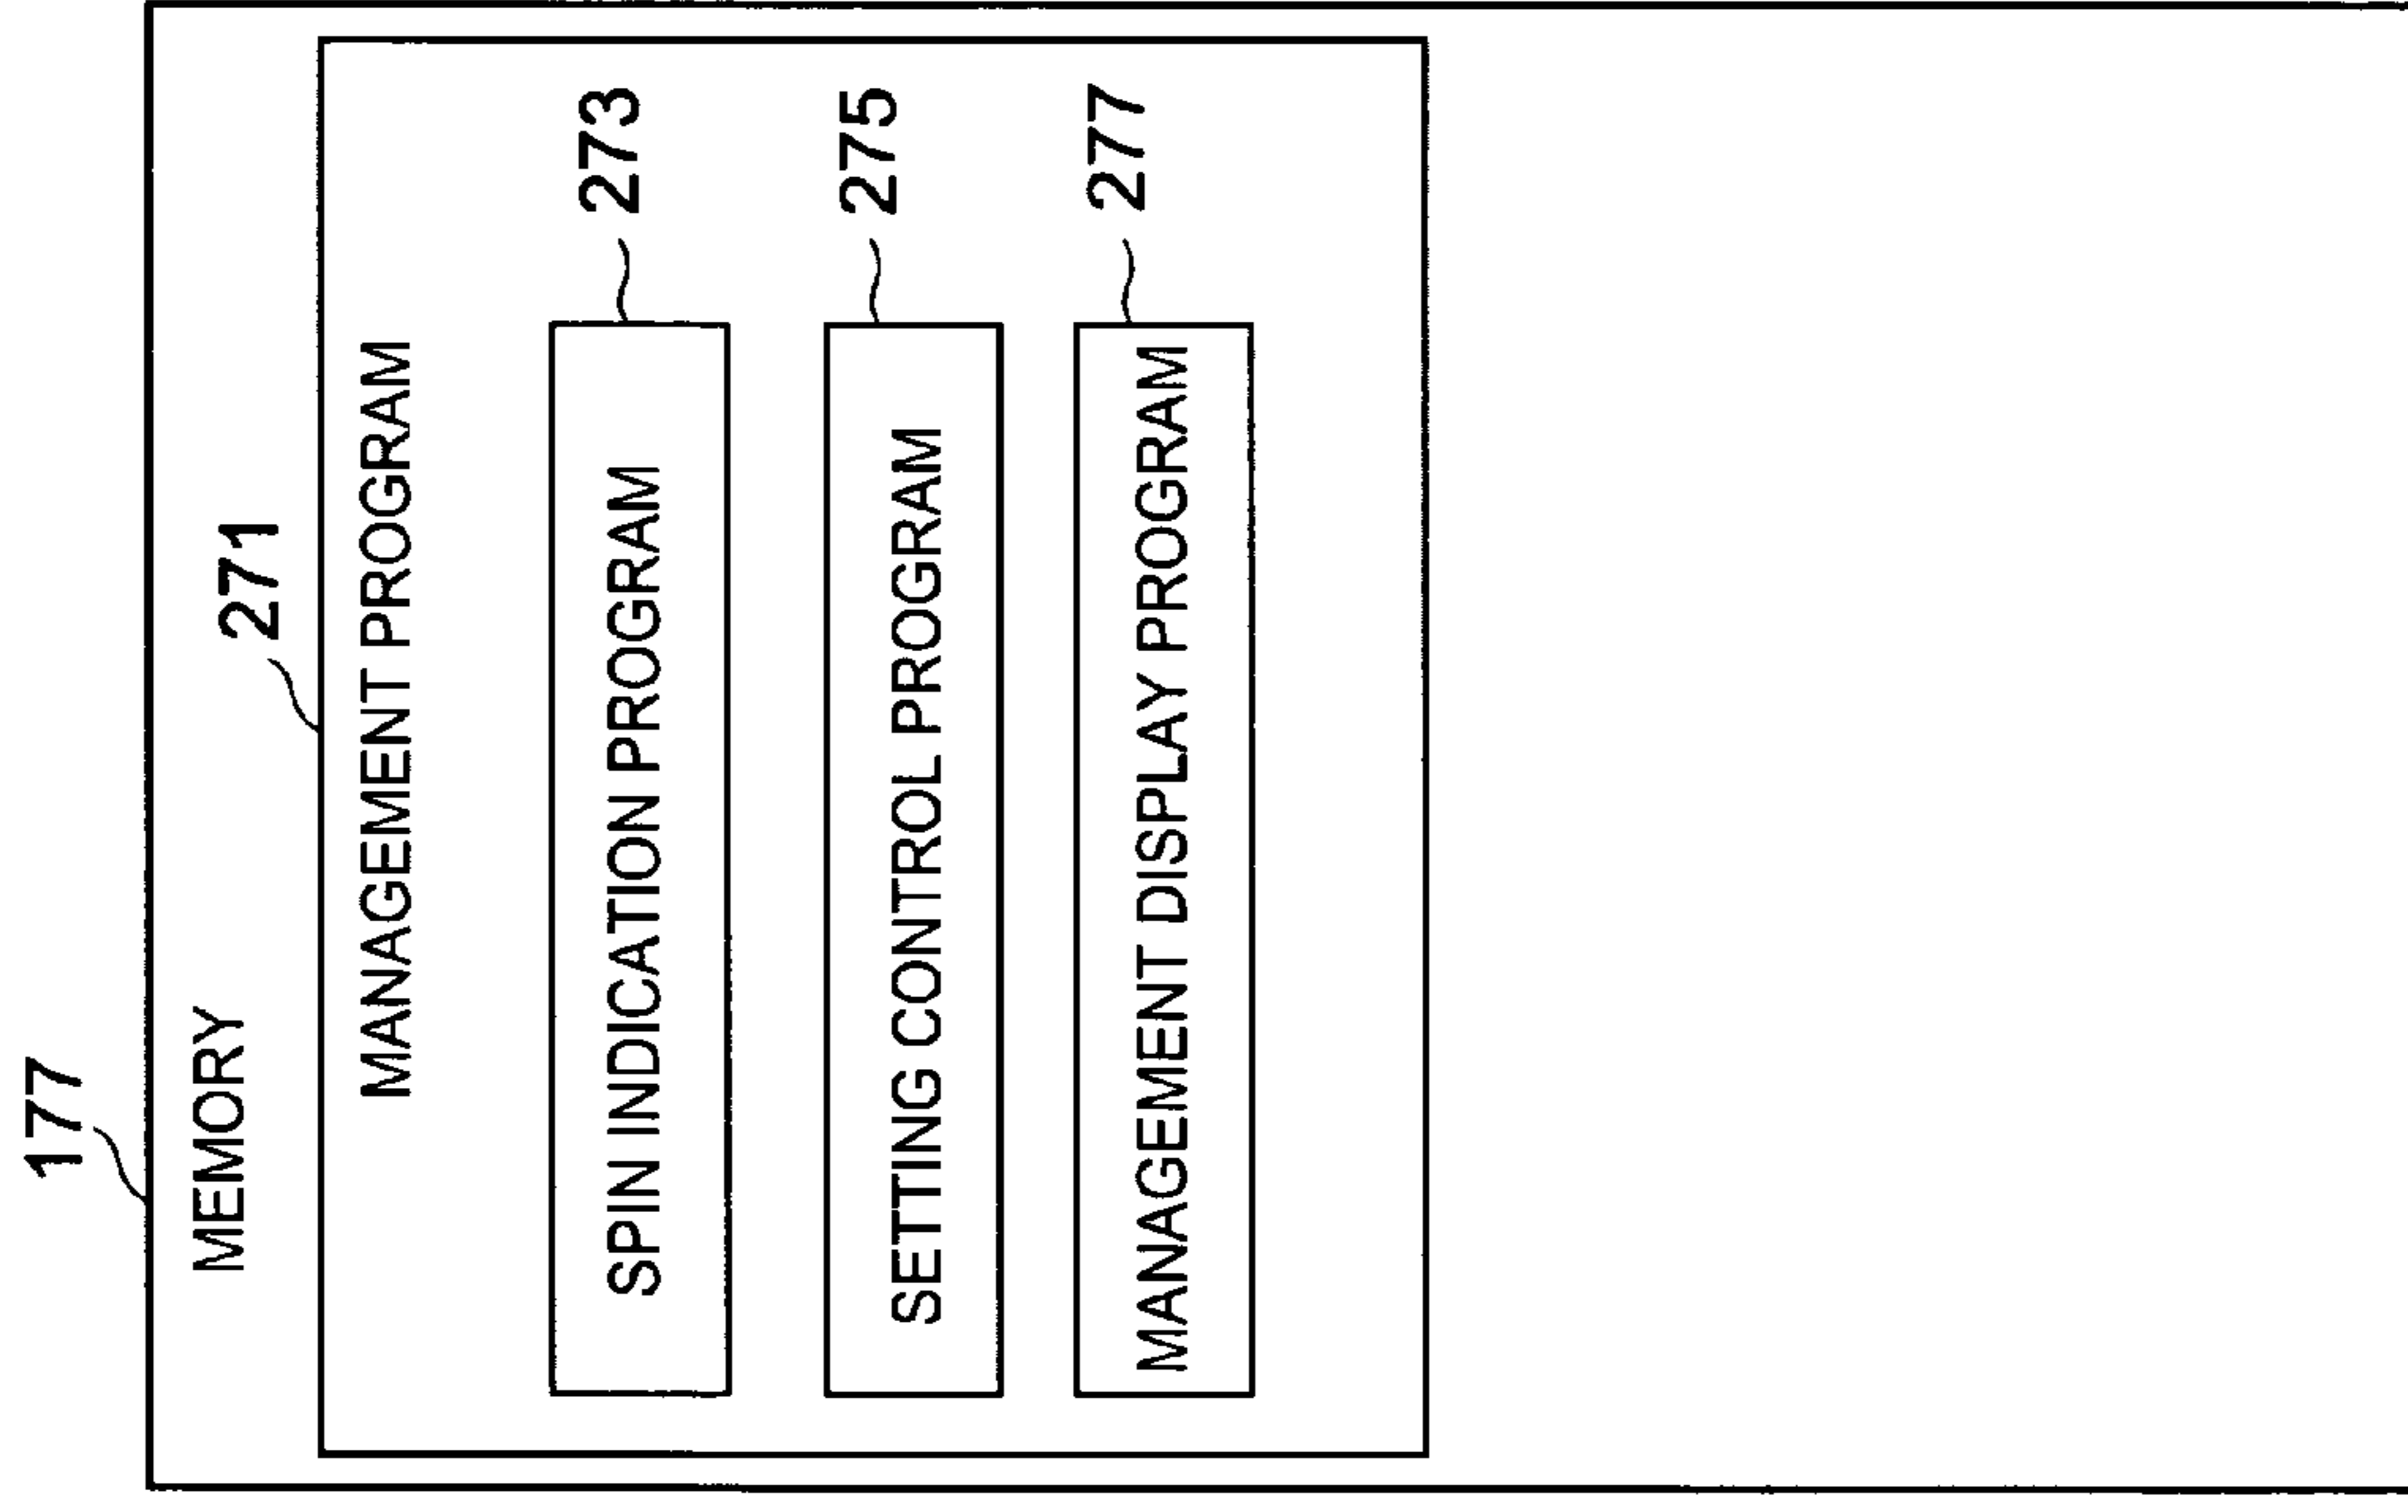 177
MEMORY
271
MANAGEMENT PROGRAM
273
SPIN INDICATION PROGRAM
275
SETTING CONTROL PROGRAM
277
MANAGEMENT DISPLAY PROGRAM